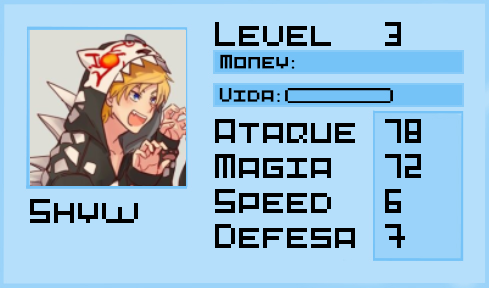 Level 3
Money:
Vida:
Ataque 78
Magia 72
Speed 6
Defesa 7
Shyw